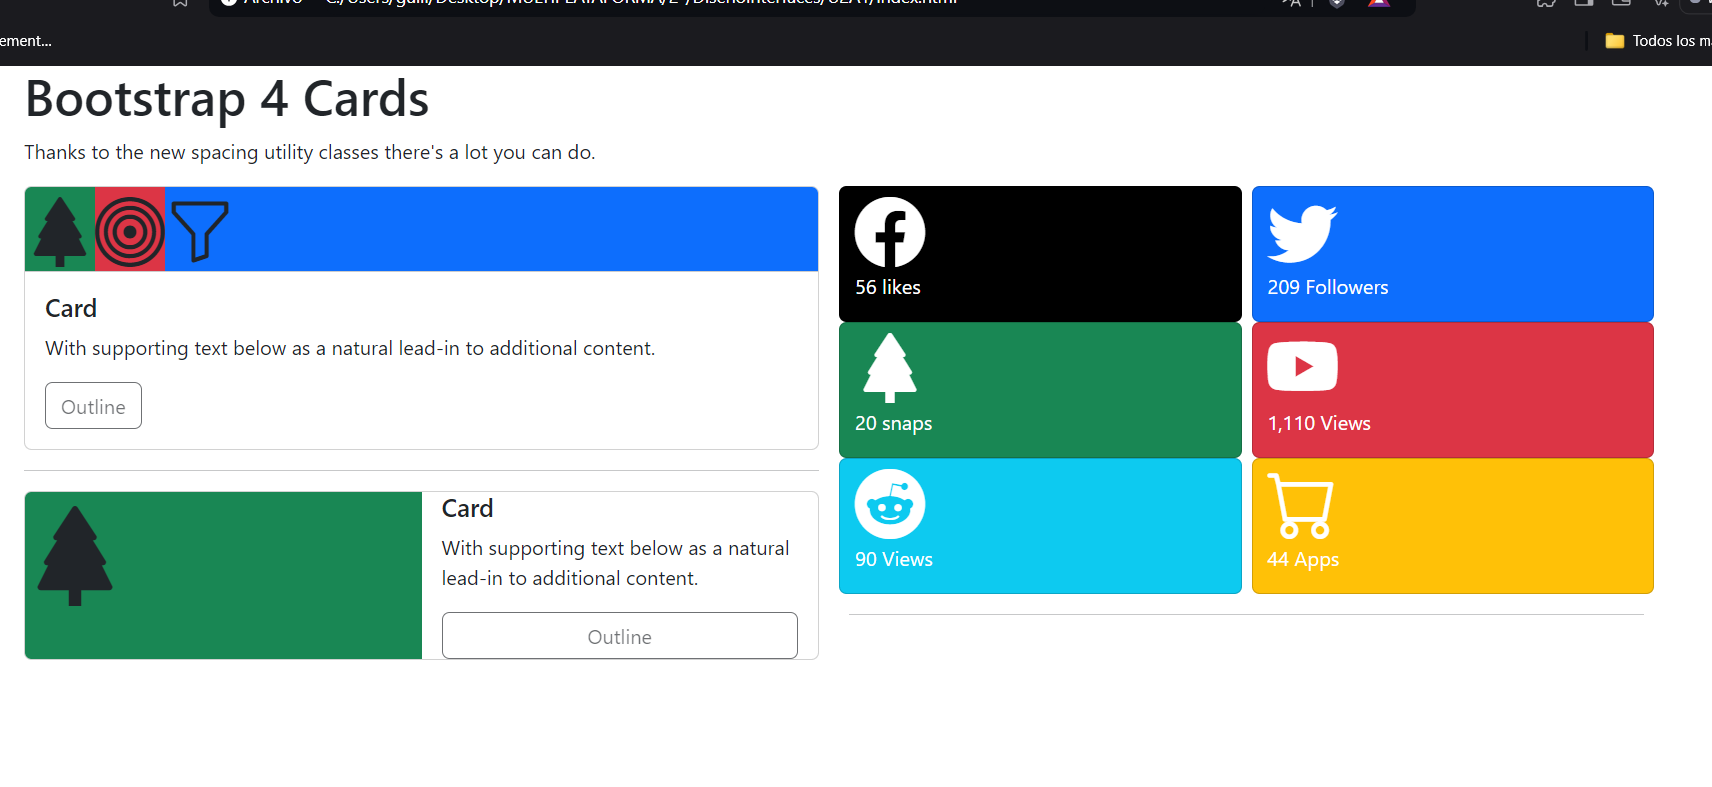 ement...
Todos los m
Bootstrap 4 Cards
Thanks to the new spacing utility classes there's a lot you can do.
Card
With supporting text below as a natural lead-in to additional content.
Outline
Card
With supporting text below as a natural
lead-in to additional content.
Outline
56 likes
209 Followers
20 snaps
1,110 Views
90 Views
44 Apps